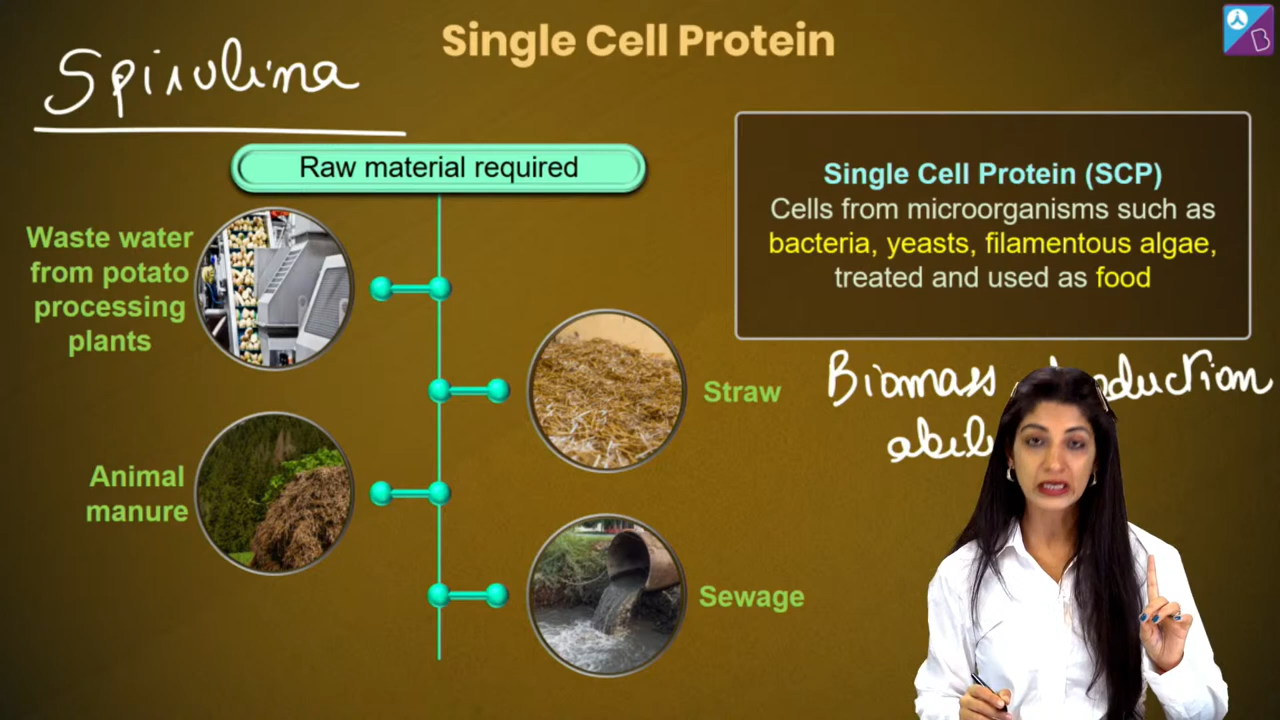 Single Cell Protein
Spirulina
Raw material required
Waste water
from potato
processing
plants
Straw
Animal
manure
Sewage
Single Cell Protein (SCP)
Cells from microorganisms such as
bacteria, yeasts, filamentous algae,
treated and used as food
Biomass